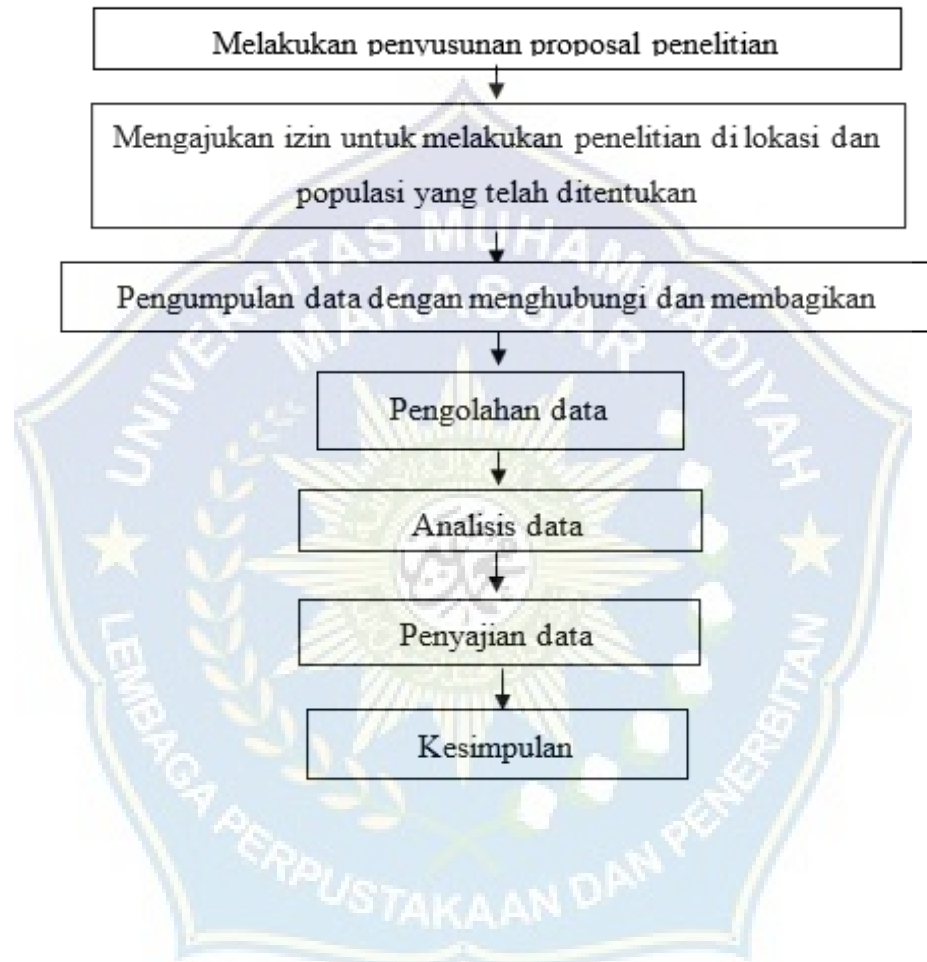 Melakukan penyusunan proposal penelitian
Mengajukan izin untuk melakukan penelitian di lokasi dan
populasi yang telah ditentukan
Pengumpulan data dengan menghubungi dan membagikan
Pengolahan data
Analisis data
Penyajian data
Kesimpulan
UNIVERSITAS MUHAMMADIYAH
MAKASSAR
LEMBAGA PERPUSTAKAAN DAN PENERBITAN